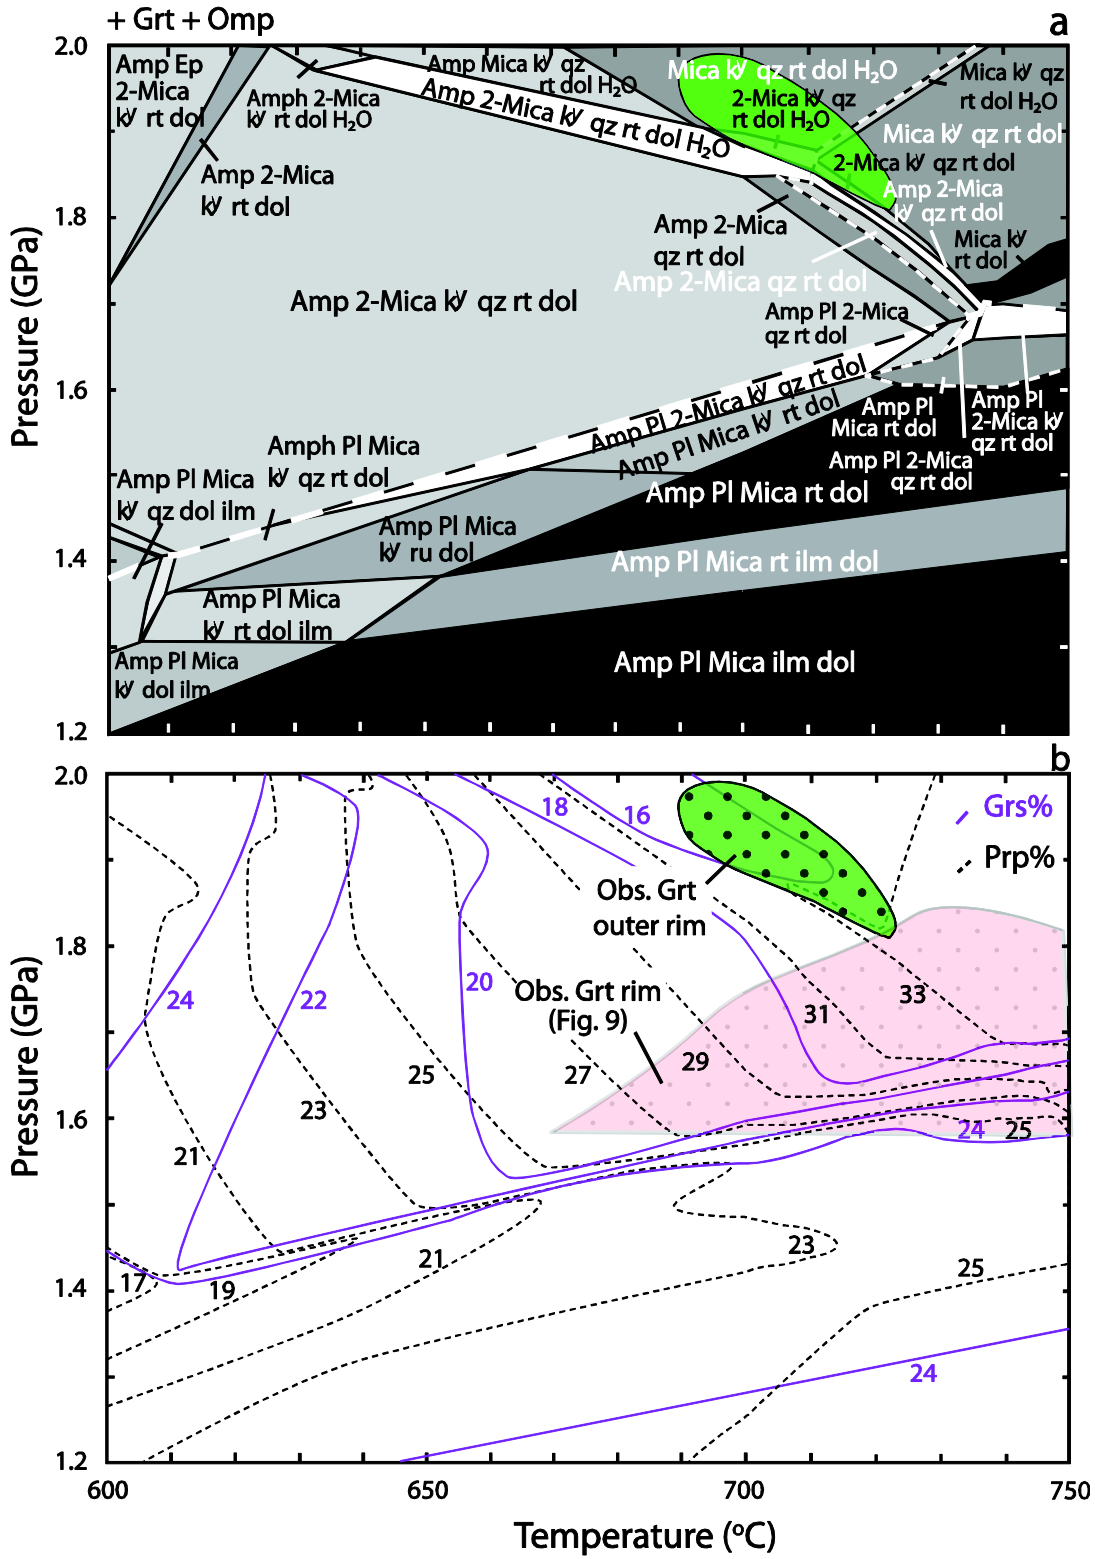 + Grt + Omp
a
2.0
Amp Ep
2-Mica
ky rt dol
Amph 2-Mica
ky rt dol H2O
Amp Mica ky qz
rt dol H2O
Amp 2-Mica ky qz rt dol H2O
Mica ky qz rt dol H2O
2-Mica ky qz
rt dol H2O
Mica ky qz
rt dol H2O
Mica ky qz rt dol
2-Mica ky qz rt dol
Amp 2-Mica
ky qz rt dol
Amp 2-Mica
ky rt dol
1.8
Amp 2-Mica
qz rt dol
Mica ky
rt dol
Amp 2-Mica qz rt dol
Amp 2-Mica ky qz rt dol
Amp Pl 2-Mica
qz rt dol
Pressure (GPa)
1.6
Amp Pl 2-Mica ky qz rt dol
Amp Pl Mica ky rt dol
Amp Pl
Mica rt dol
Amp Pl
2-Mica ky
qz rt dol
Amp Pl 2-Mica
qz rt dol
Amph Pl Mica
ky qz rt dol
Amp Pl Mica
ky qz dol ilm
Amp Pl Mica rt dol
Amp Pl Mica
ky ru dol
1.4
Amp Pl Mica rt ilm dol
Amp Pl Mica
ky rt dol ilm
Amp Pl Mica
ky dol ilm
Amp Pl Mica ilm dol
1.2
b
2.0
Grs%
Prp%
18
16
Obs. Grt
outer rim
1.8
24
22
20
Obs. Grt rim
(Fig. 9)
31
33
Pressure (GPa)
25
27
29
23
1.6
24
25
21
21
23
17
19
25
1.4
24
1.2
600
650
700
750
Temperature (ºC)